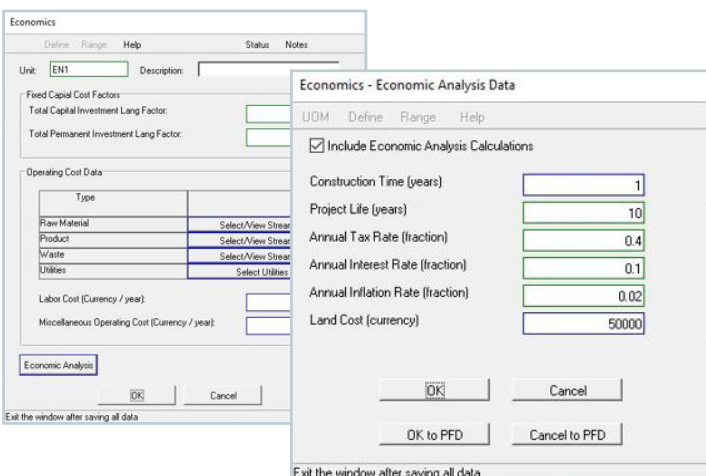 Economics
Define Range Help Status Notes
Unit: EN1 Description:
Fixed Capial Cost Factors
Total Capital Investment Lang Factor:
Total Permanent Investment Lang Factor:
Operating Cost Data
Type
Raw Material Select/View Strear
Product Select/View Strear
Waste Select/View Strear
Utilities Select Utilities
Labor Cost (Currency / year):
Miscellaneous Operating Cost (Currency / year):
Economic Analysis
OK Cancel
Exit the window after saving all data
Economics - Economic Analysis Data
UOM Define Range Help
Include Economic Analysis Calculations
Construction Time (years) 1
Project Life (years) 10
Annual Tax Rate (fraction) 0.4
Annual Interest Rate (fraction) 0.1
Annual Inflation Rate (fraction) 0.02
Land Cost (currency) 50000
OK Cancel
OK to PFD Cancel to PFD
Exit the window after saving all data